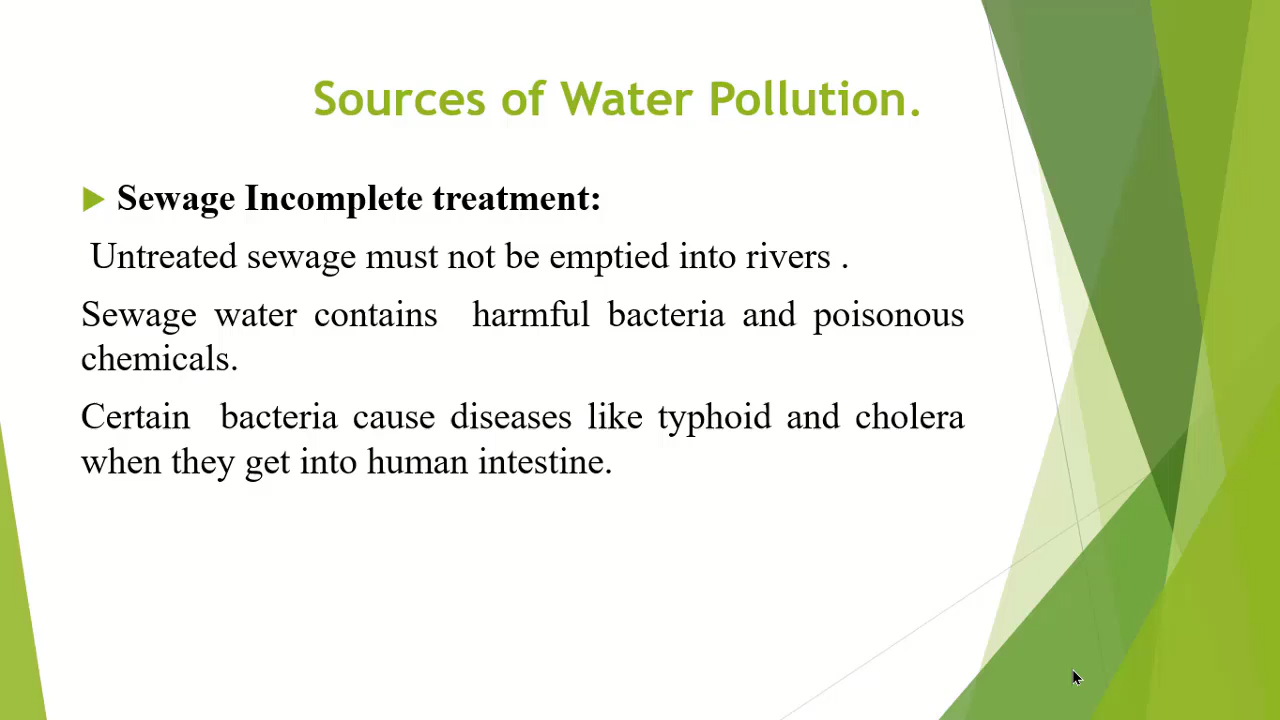 Sources of Water Pollution.
Sewage Incomplete treatment:
Untreated sewage must not be emptied into rivers .
Sewage water contains harmful bacteria and poisonous
chemicals.
Certain bacteria cause diseases like typhoid and cholera
when they get into human intestine.